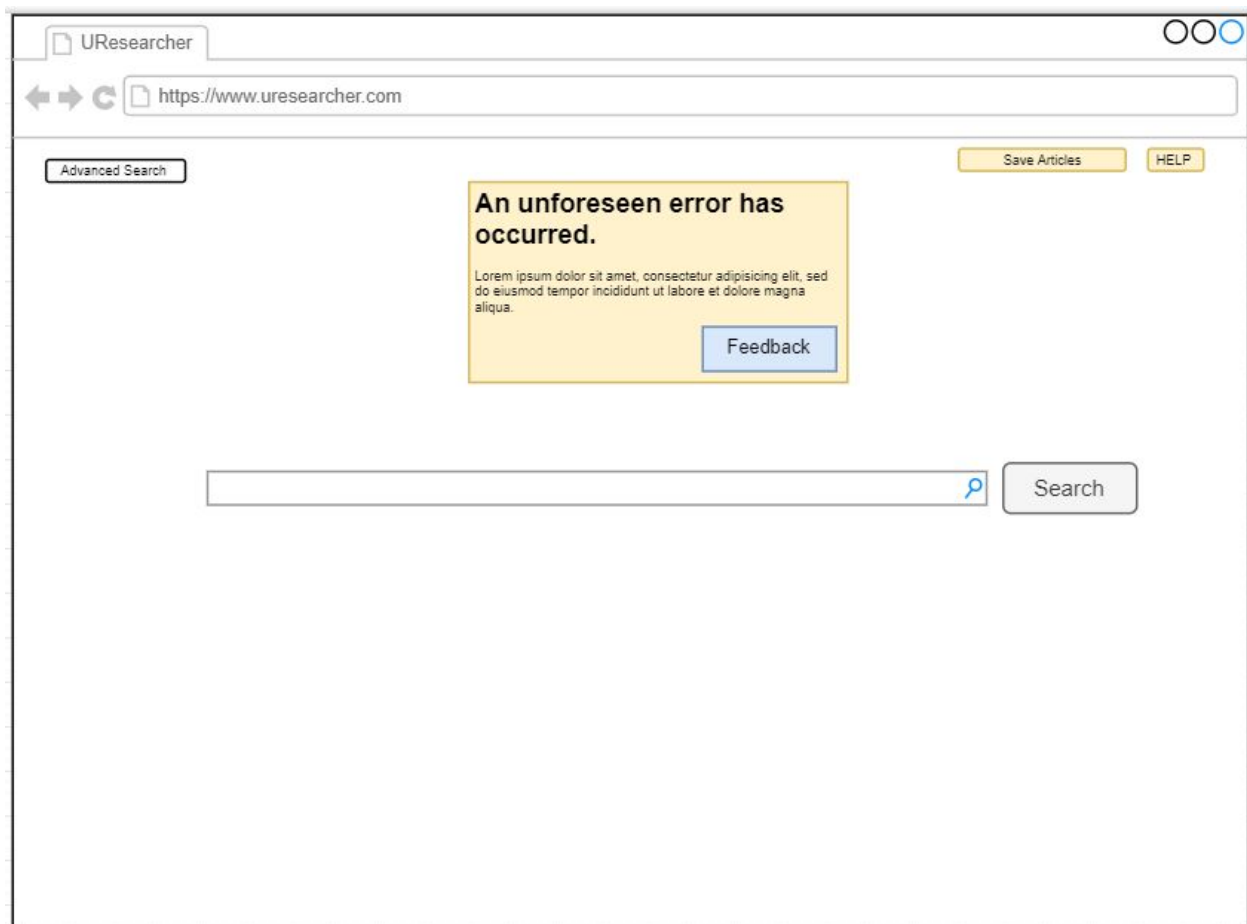 UResearcher
https://www.uresearcher.com
Advanced Search
Save Articles
HELP
An unforeseen error has
occurred.
Lorem ipsum dolor sit amet, consectetur adipisicing elit, sed
do eiusmod tempor incididunt ut labore et dolore magna
aliqua.
Feedback
Search